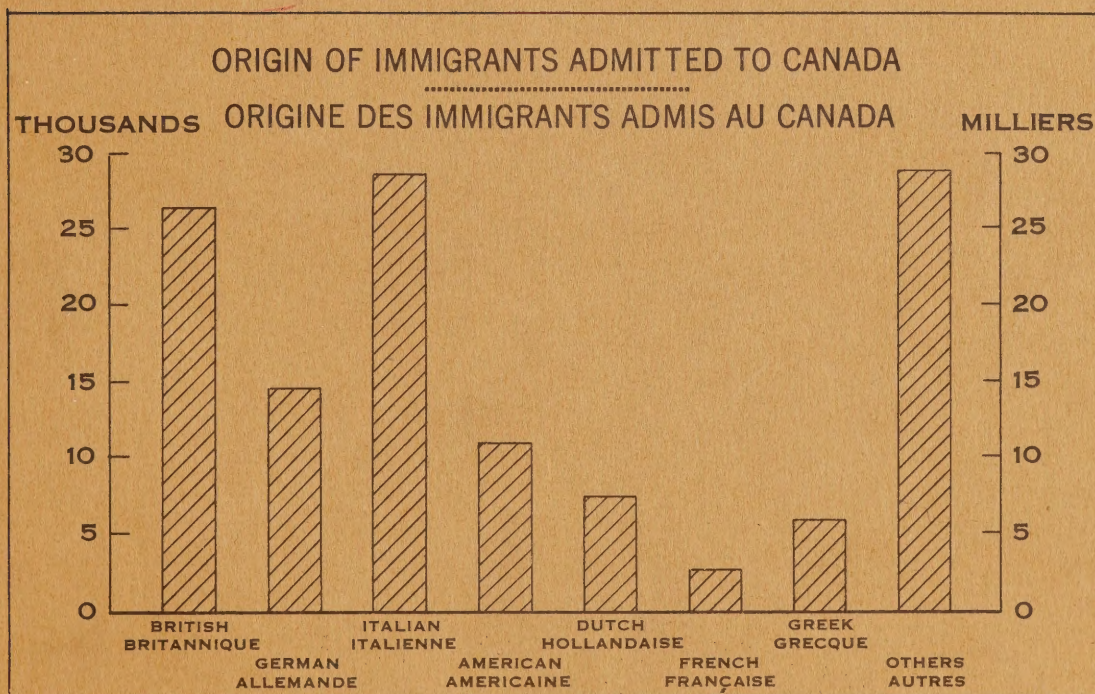 ORIGIN OF IMMIGRANTS ADMITTED TO CANADA
ORIGINE DES IMMIGRANTS ADMIS AU CANADA
THOUSANDS
MILLIERS
30
25
20
15
10
5
0
30
25
20
15
10
5
0
BRITISH
BRITANNIQUE
GERMAN
ALLEMANDE
ITALIAN
ITALIENNE
AMERICAN
AMERICAINE
DUTCH
HOLLANDAISE
FRENCH
FRANÇAISE
GREEK
GRECQUE
OTHERS
AUTRES